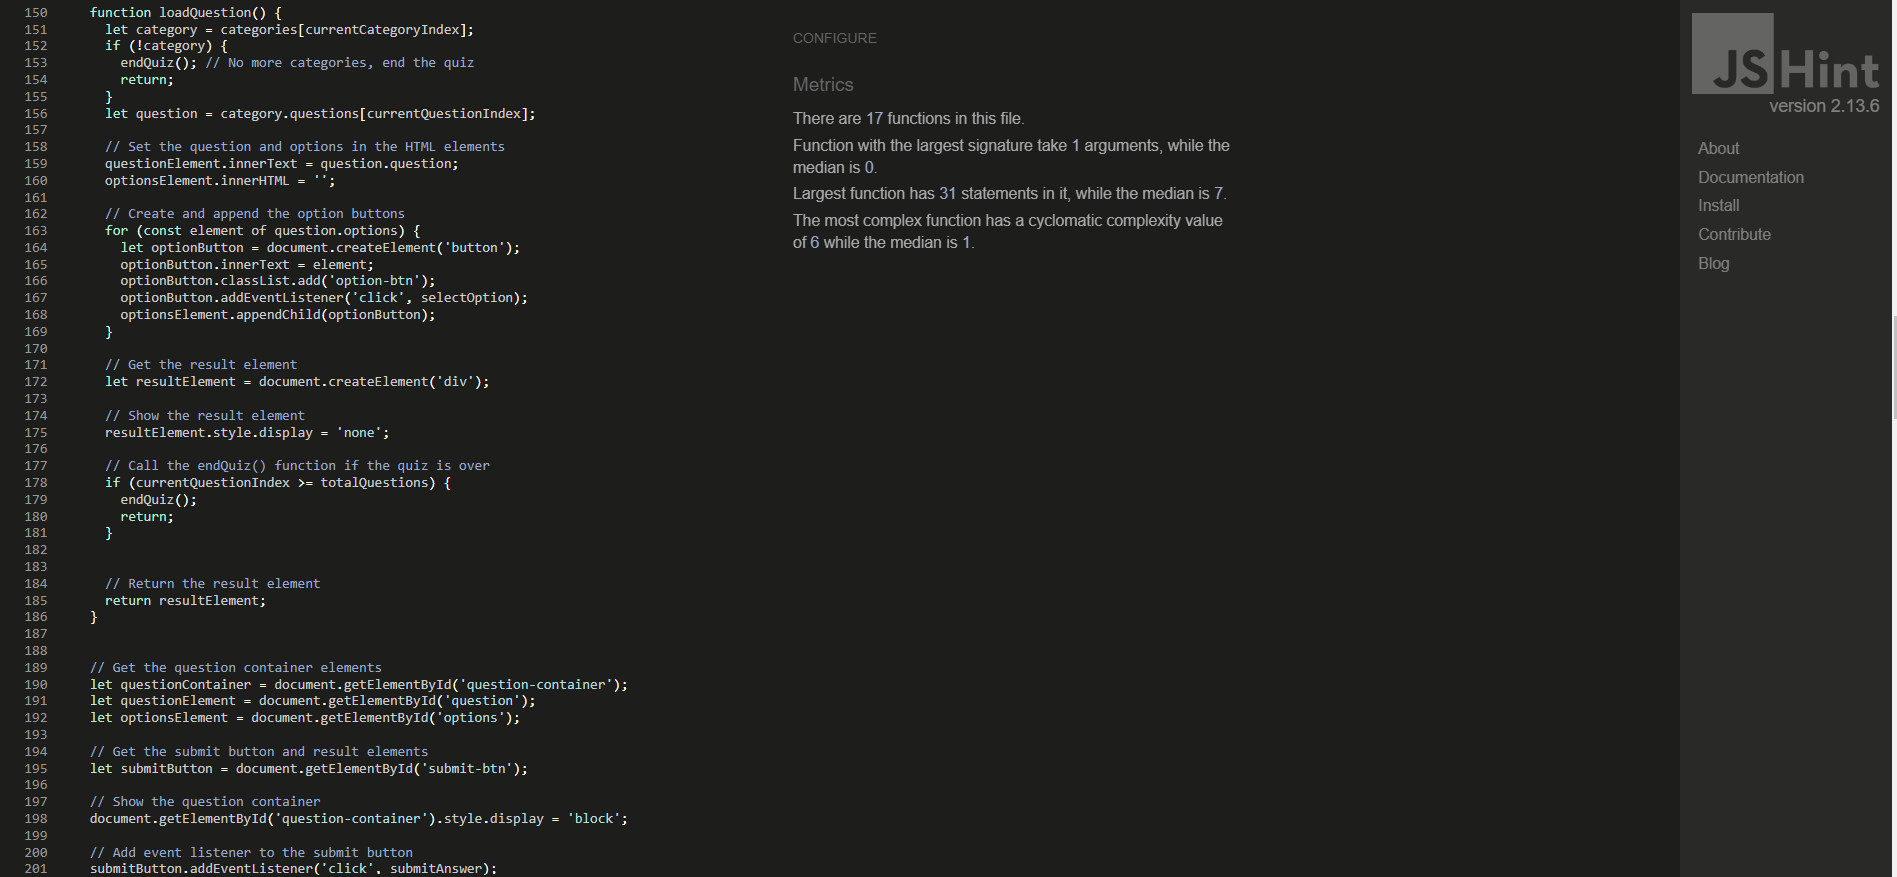 150 function loadQuestion() {
151 let category = categories[currentCategoryIndex];
152 if (!category) {
153 endQuiz(); // No more categories, end the quiz
154 return;
155 }
156 let question = category.questions[currentQuestionIndex];
157
158 // Set the question and options in the HTML elements
159 questionElement.innerText = question.question;
160 optionsElement.innerHTML = '';
161
162 // Create and append the option buttons
163 for (const element of question.options) {
164 let optionButton = document.createElement('button');
165 optionButton.innerText = element;
166 optionButton.classList.add('option-btn');
167 optionButton.addEventListener('click', selectOption);
168 optionsElement.appendChild(optionButton);
169 }
170
171 // Get the result element
172 let resultElement = document.createElement('div');
173
174 // Show the result element
175 resultElement.style.display = 'none';
176
177 // Call the endQuiz() function if the quiz is over
178 if (currentQuestionIndex >= totalQuestions) {
179 endQuiz();
180 return;
181 }
182
183
184 // Return the result element
185 return resultElement;
186 }
187
188
189 // Get the question container elements
190 let questionContainer = document.getElementById('question-container');
191 let questionElement = document.getElementById('question');
192 let optionsElement = document.getElementById('options');
193
194 // Get the submit button and result elements
195 let submitButton = document.getElementById('submit-btn');
196
197 // Show the question container
198 document.getElementById('question-container').style.display = 'block';
199
200 // Add event listener to the submit button
201 submitButton.addEventListener('click', submitAnswer);
CONFIGURE
Metrics
There are 17 functions in this file.
Function with the largest signature take 1 arguments, while the
median is 0.
Largest function has 31 statements in it, while the median is 7.
The most complex function has a cyclomatic complexity value
of 6 while the median is 1.
JSHint
version 2.13.6
About
Documentation
Install
Contribute
Blog